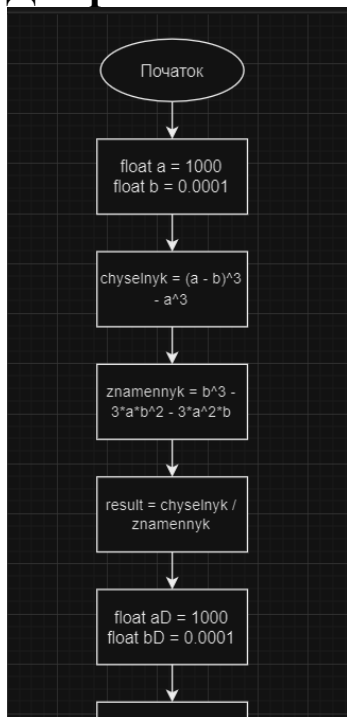 Початок
float a = 1000
float b = 0.0001
chyselnyk = (a - b)^3
- a^3
znamennyk = b^3 -
3*a*b^2 - 3*a^2*b
result = chyselnyk /
znamennyk
float aD = 1000
float bD = 0.0001